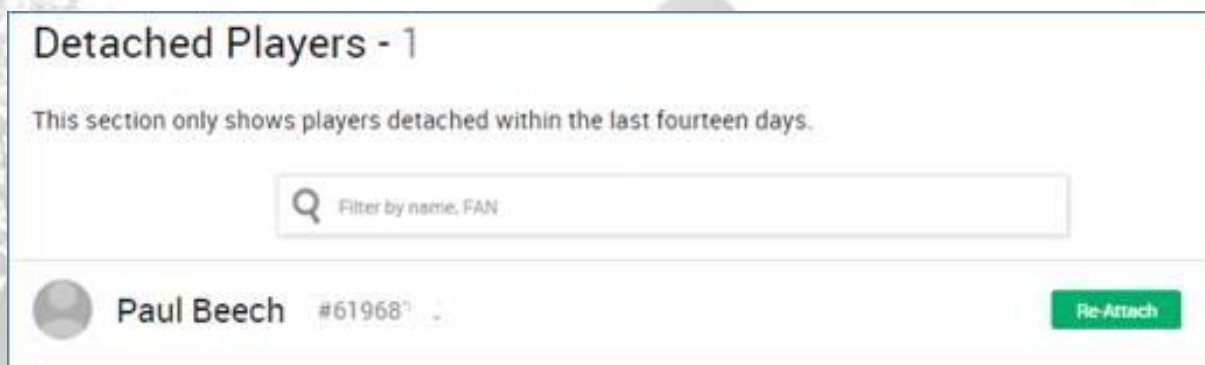 Detached Players - 1
This section only shows players detached within the last fourteen days.
Filter by name, FAN
Paul Beech
Re-Attach